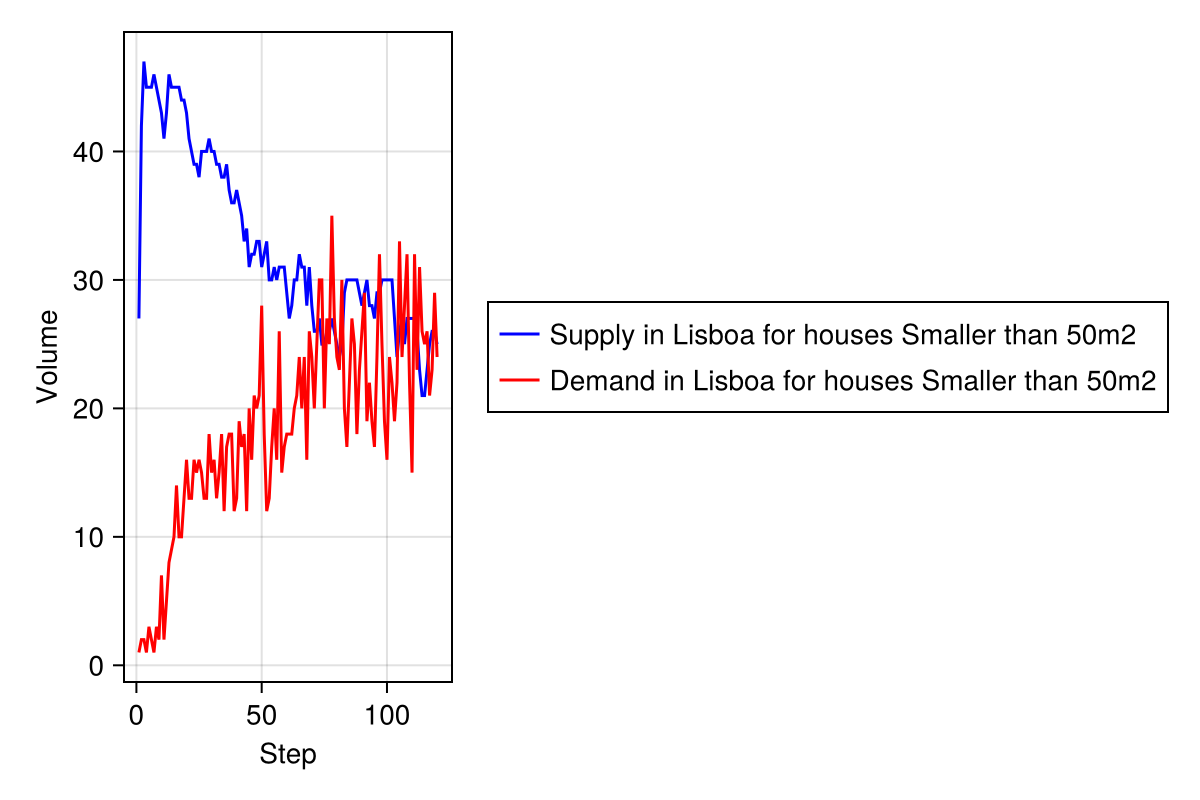 40
30
20
10
0
Volume
0 50 100
Step
Supply in Lisboa for houses Smaller than 50m2
Demand in Lisboa for houses Smaller than 50m2